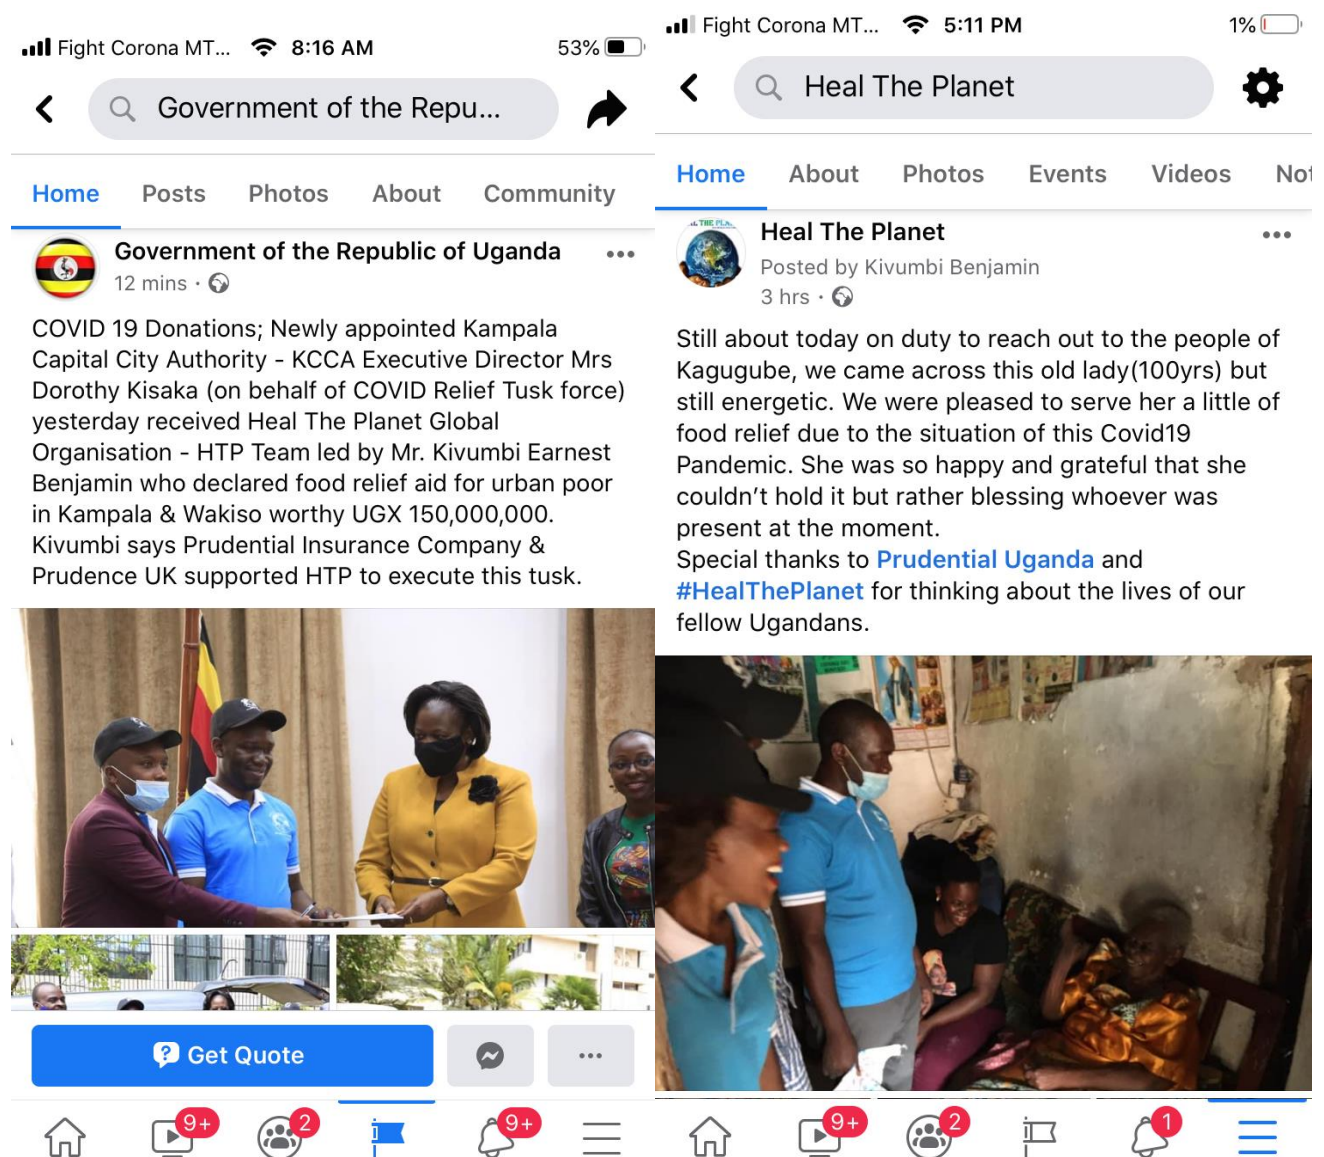 Fight Corona MT...
8:16 AM
53%
Government of the Repu...
Home
Posts
Photos
About
Community
Government of the Republic of Uganda
12 mins ·
COVID 19 Donations; Newly appointed Kampala
Capital City Authority - KCCA Executive Director Mrs
Dorothy Kisaka (on behalf of COVID Relief Tusk force)
yesterday received Heal The Planet Global
Organisation - HTP Team led by Mr. Kivumbi Earnest
Benjamin who declared food relief aid for urban poor
in Kampala & Wakiso worthy UGX 150,000,000.
Kivumbi says Prudential Insurance Company &
Prudence UK supported HTP to execute this tusk.
Get Quote
9+
2
9+
Fight Corona MT...
5:11 PM
1%
Heal The Planet
Home
About
Photos
Events
Videos
Not
Heal The Planet
Posted by Kivumbi Benjamin
3 hrs ·
Still about today on duty to reach out to the people of
Kagugube, we came across this old lady(100yrs) but
still energetic. We were pleased to serve her a little of
food relief due to the situation of this Covid19
Pandemic. She was so happy and grateful that she
couldn't hold it but rather blessing whoever was
present at the moment.
Special thanks to Prudential Uganda and
#HealThePlanet for thinking about the lives of our
fellow Ugandans.
9+
2
1